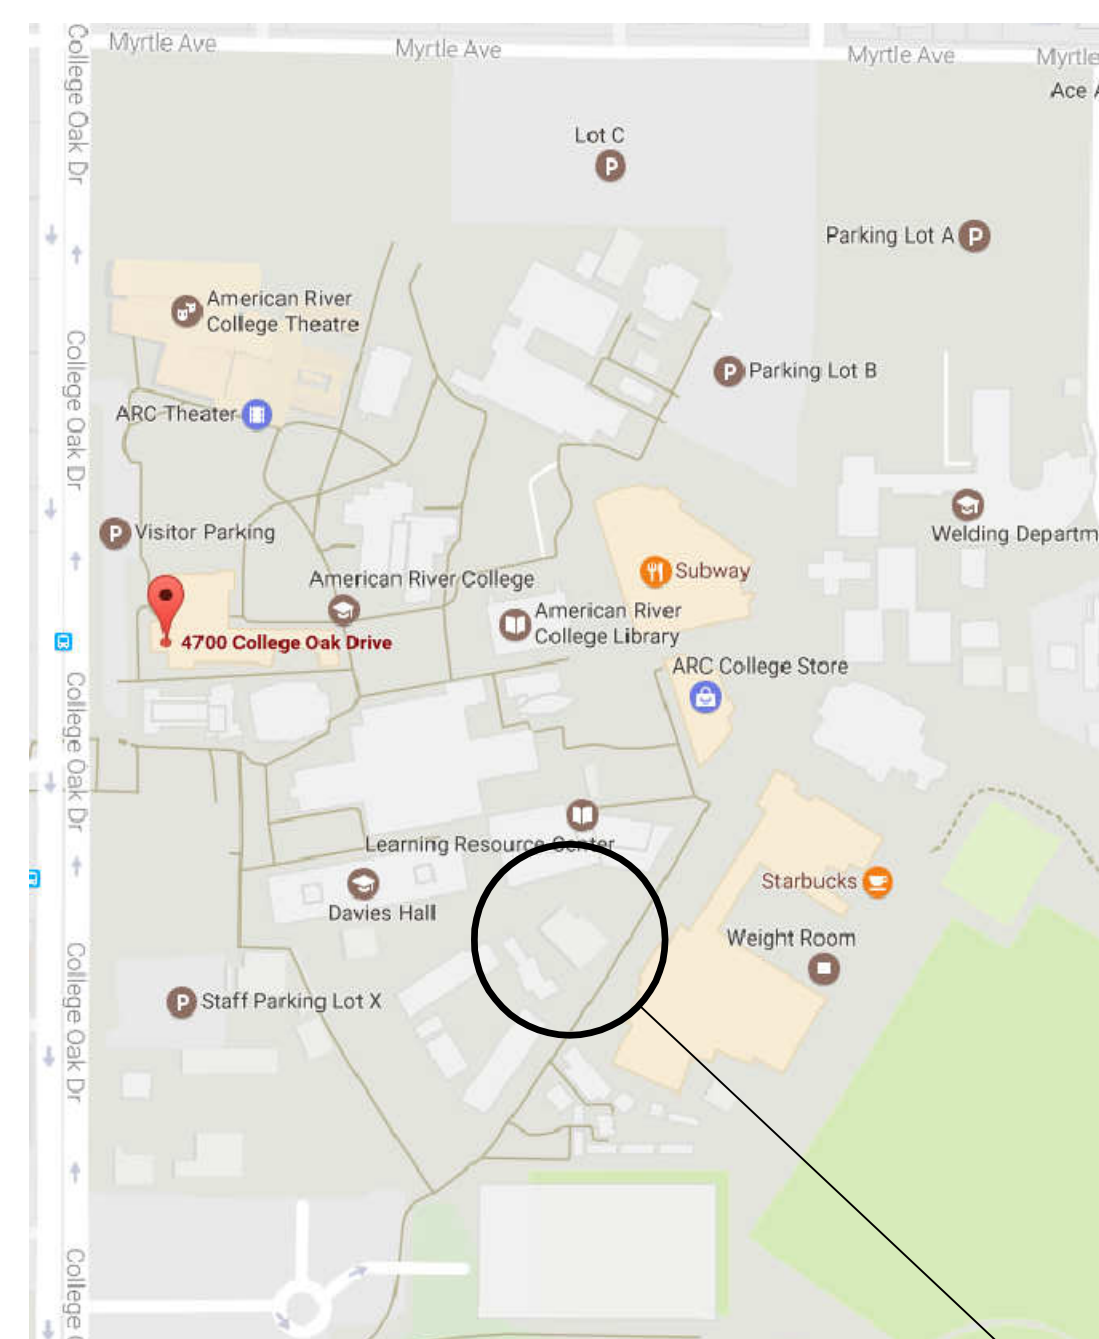 Myrtle Ave
Myrtle Ave
Myrtle Ave
Myrtle
Ace
College Oak Dr
Lot C
P
Parking Lot A
P
American River
College Theatre
College Oak Dr
P
Parking Lot B
ARC Theater
P
Visitor Parking
Welding Departm
American River College
Subway
American River
College Library
4700 College Oak Drive
ARC College Store
College Oak Dr
Learning Resource Center
Davies Hall
Starbucks
Weight Room
College Oak Dr
P
Staff Parking Lot X
College